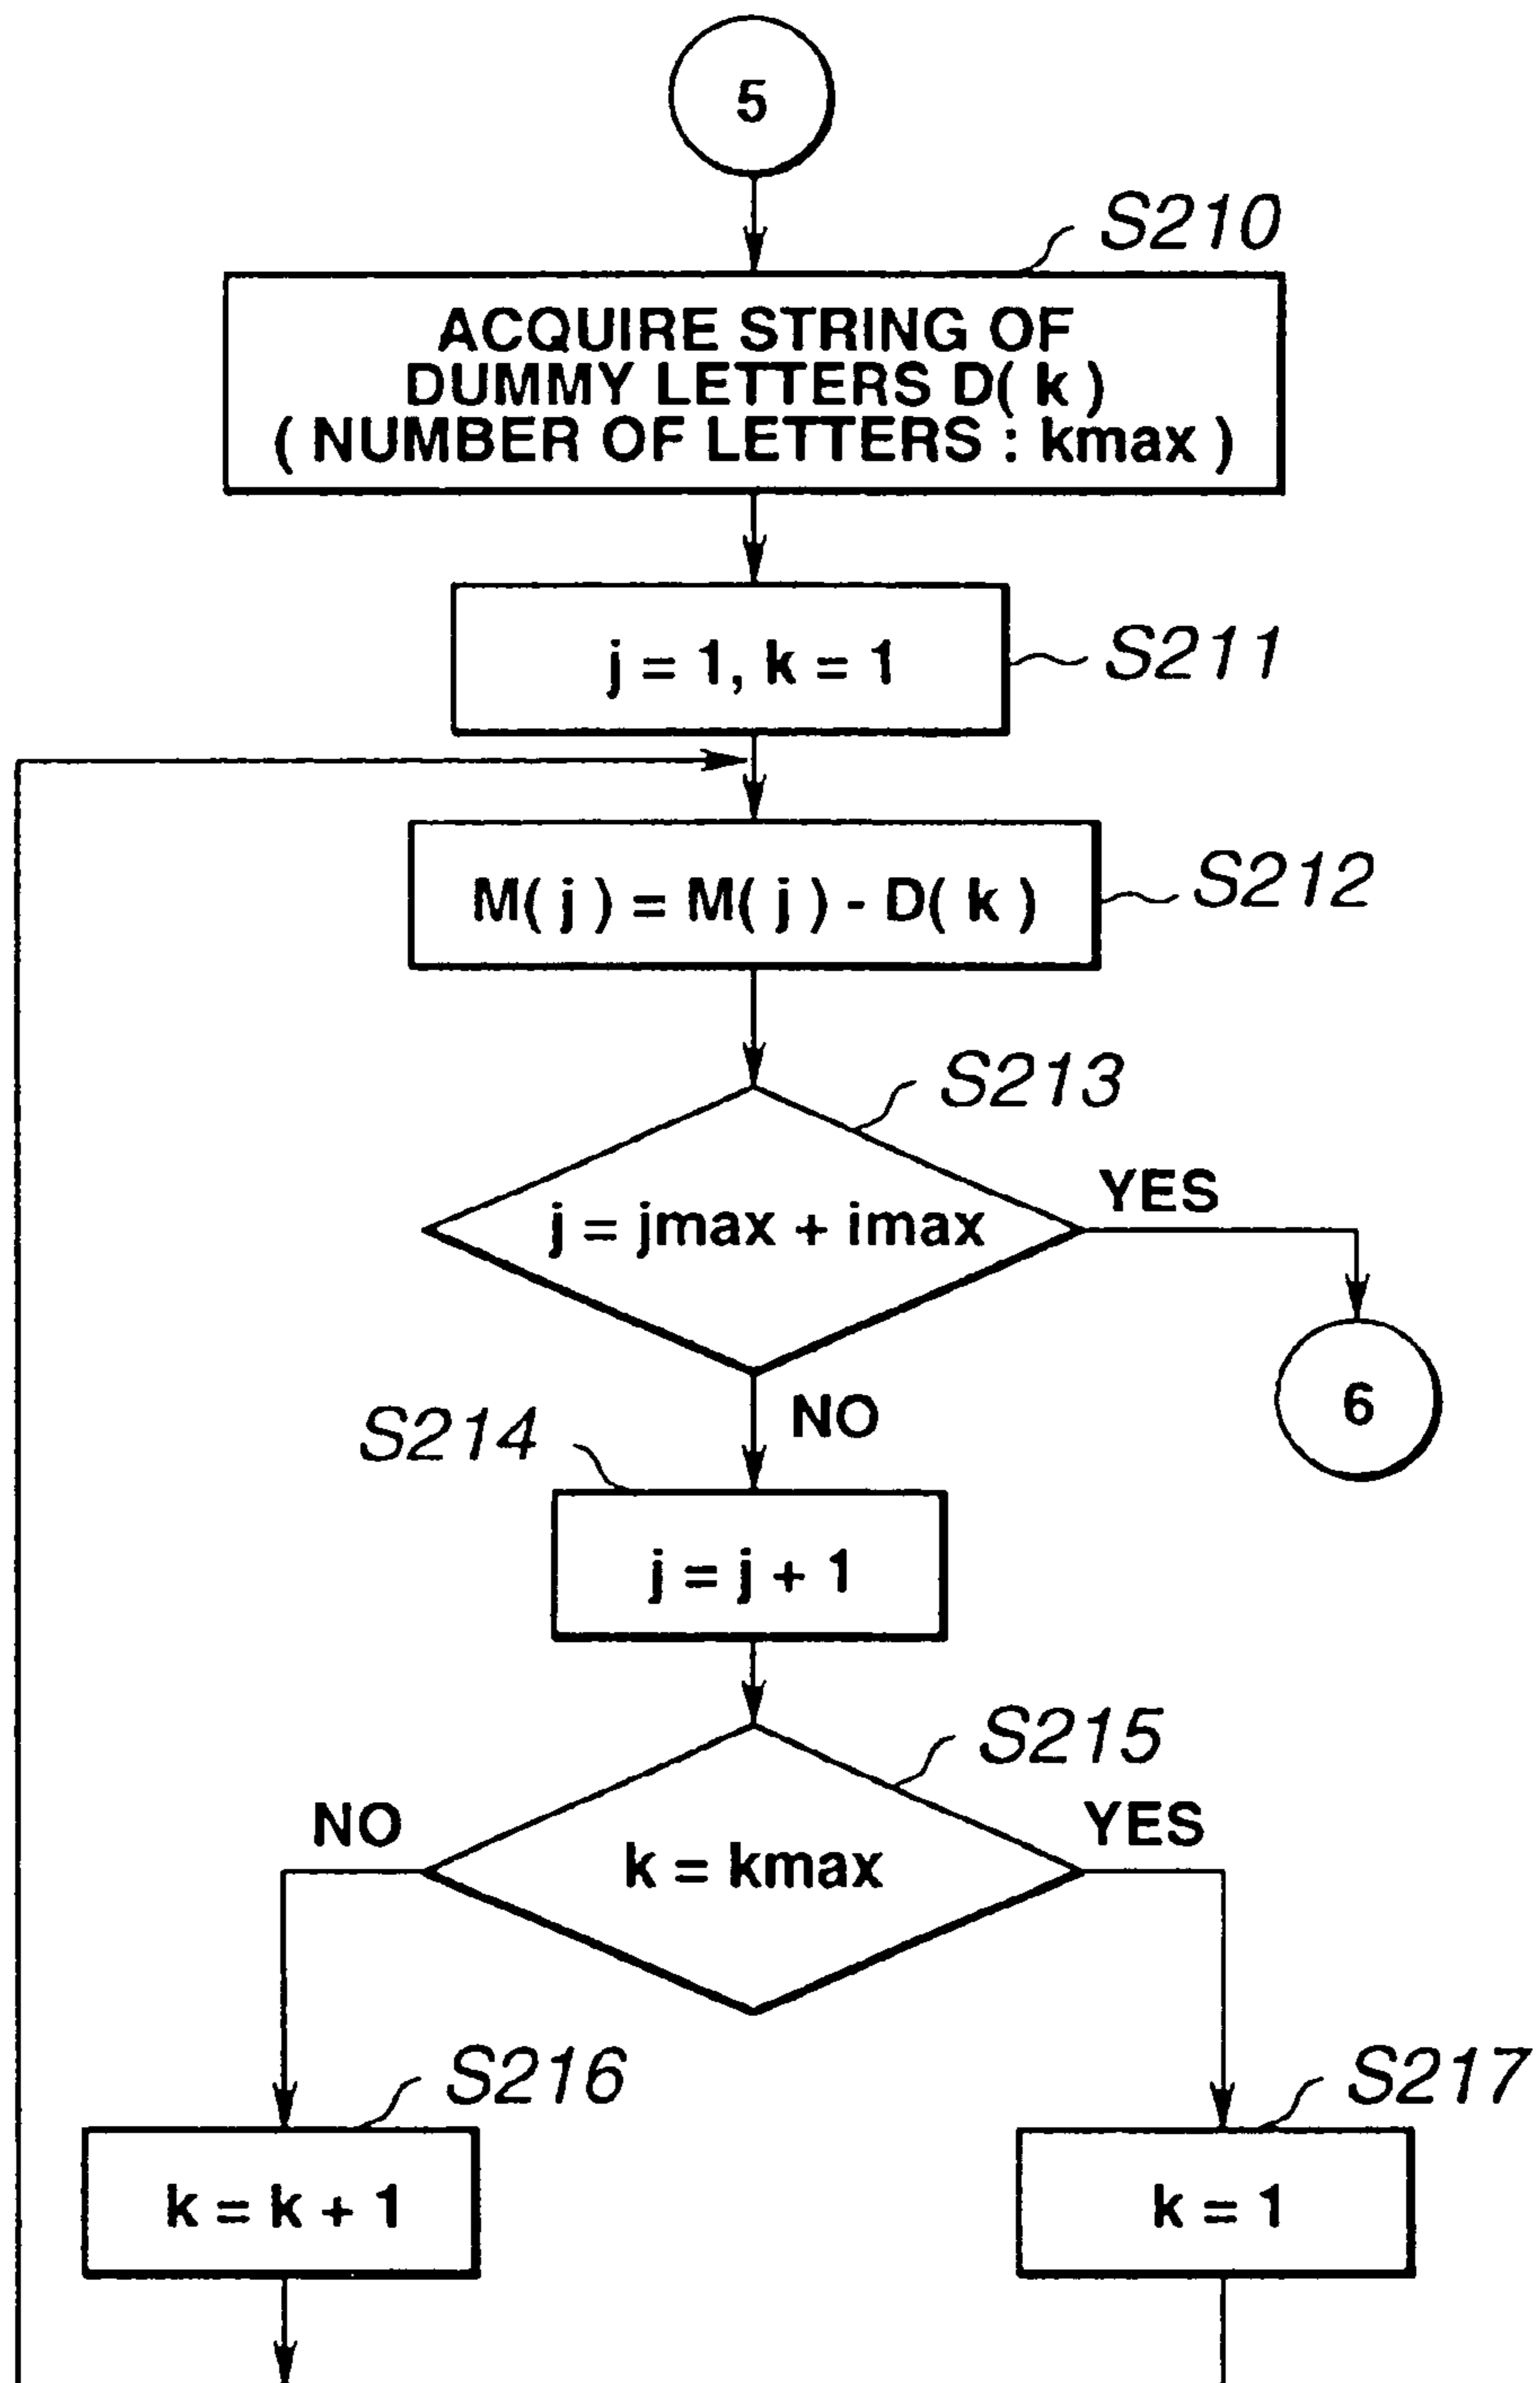 5
S210
ACQUIRE STRING OF
DUMMY LETTERS D( k )
( NUMBER OF LETTERS : kmax )
j = 1, k = 1
S211
M( j ) = M( j ) - D( k )
S212
S213
j = jmax + imax
YES
6
NO
S214
j = j + 1
S215
NO
k = kmax
YES
S216
S217
k = k + 1
k = 1